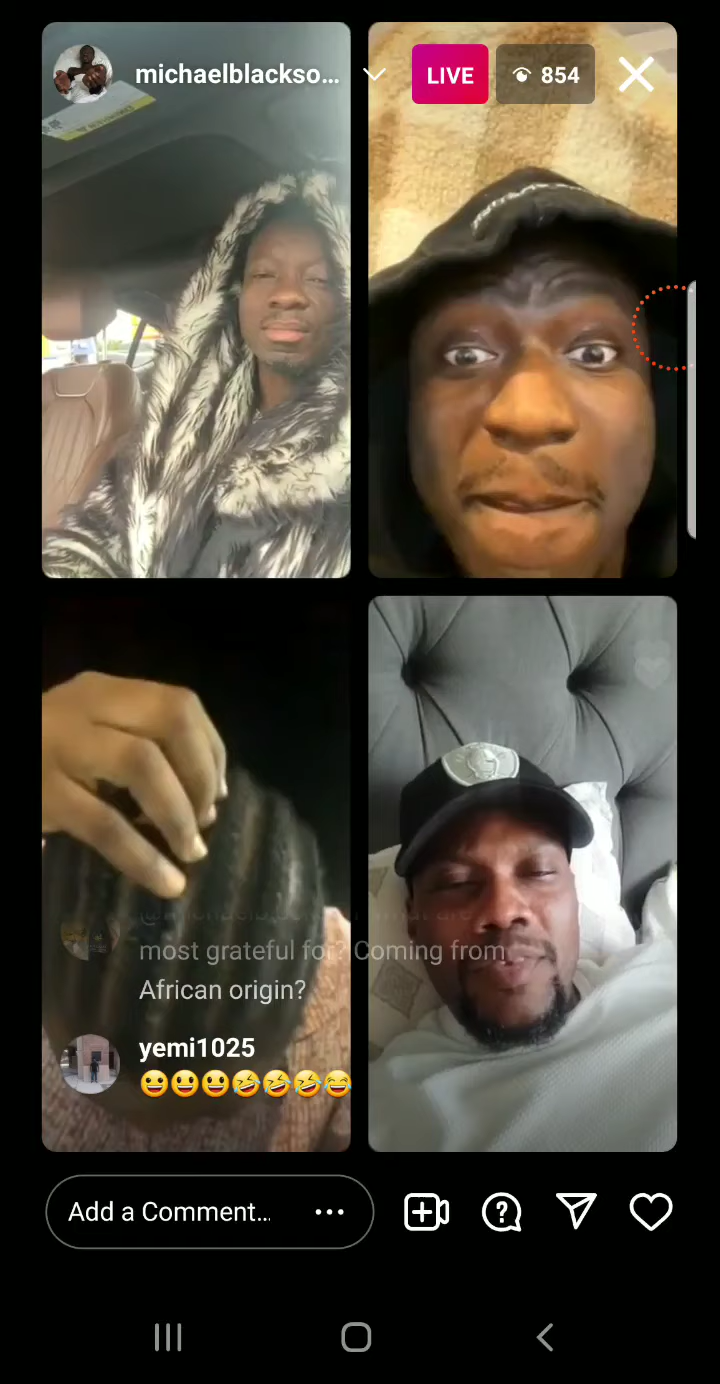 michaelblackso...
LIVE
854
most grateful for? Coming from
African origin?
yemi1025
😀😀😀🤣🤣🤣😂
Add a Comment...